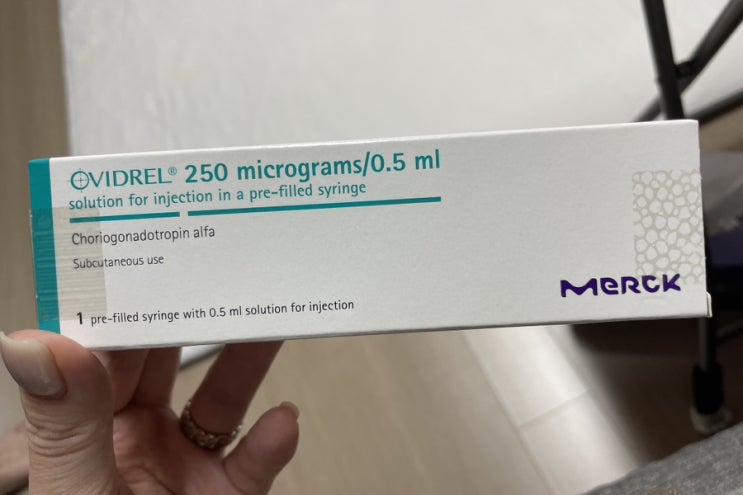 OVIDREL® 250 micrograms/0.5 ml
solution for injection in a pre-filled syringe
Choriogonadotropin alfa
Subcutaneous use
1 pre-filled syringe with 0.5 ml solution for injection
MERCK